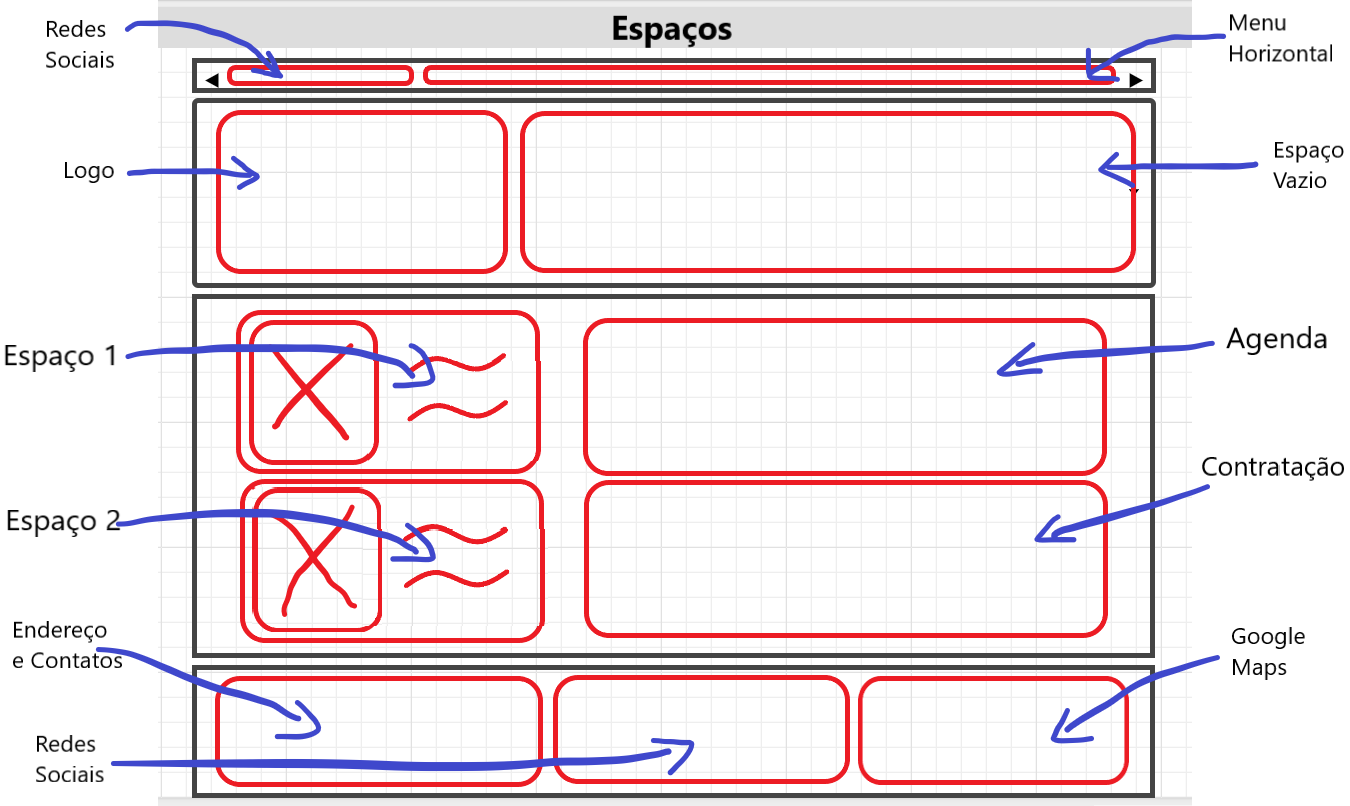 Espaços
Redes
Sociais
Menu
Horizontal
Logo
Espaço
Vazio
Espaço 1
Agenda
Contratação
Espaço 2
Endereço
e Contatos
Google
Maps
Redes
Sociais